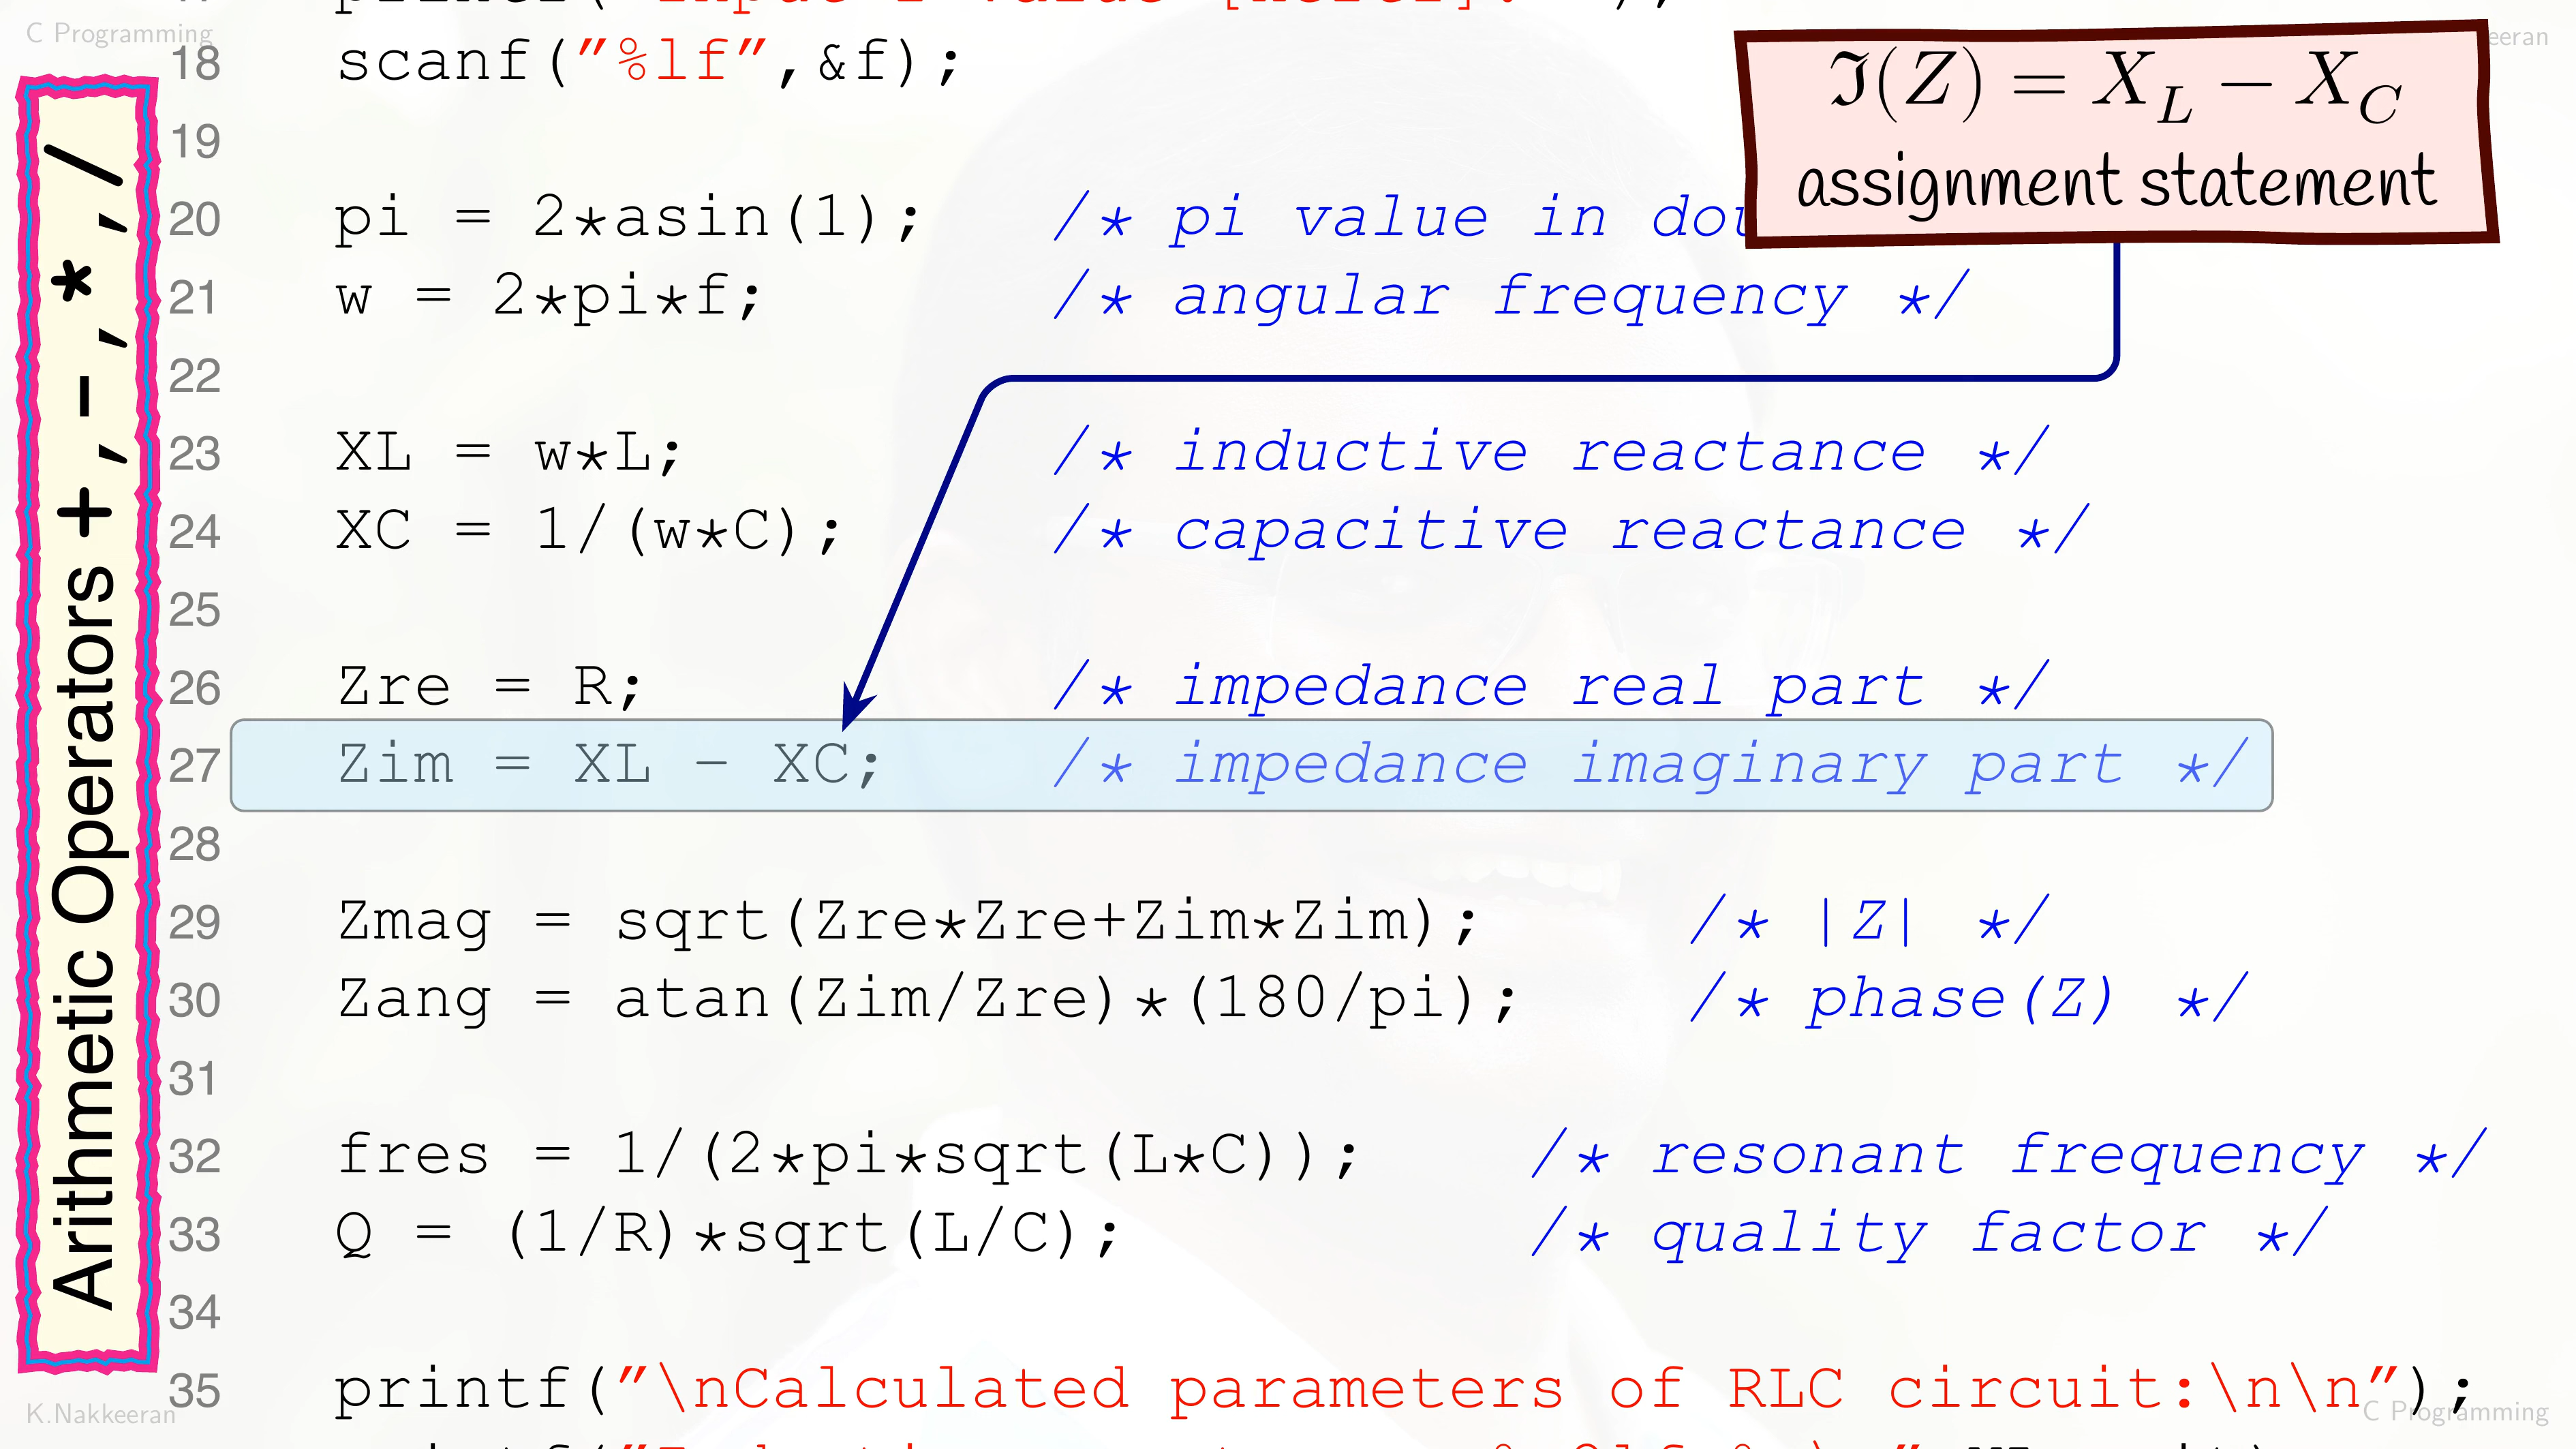 C Programming
18 scanf("%lf",&f);
ℑ(Z) = X_L − X_C
assignment statement
19
20 pi = 2*asin(1); /* pi value in
21 w = 2*pi*f; /* angular frequency */
22
23 XL = w*L; /* inductive reactance */
24 XC = 1/(w*C); /* capacitive reactance */
25
26 Zre = R; /* impedance real part */
27 Zim = XL - XC; /* impedance imaginary part */
28
29 Zmag = sqrt(Zre*Zre+Zim*Zim); /* |Z| */
30 Zang = atan(Zim/Zre)*(180/pi); /* phase(Z) */
31
32 fres = 1/(2*pi*sqrt(L*C)); /* resonant frequency */
33 Q = (1/R)*sqrt(L/C); /* quality factor */
34
35 printf("\nCalculated parameters of RLC circuit:\n\n");
Arithmetic Operators +,-,*,/
K.Nakkeeran
C Programming